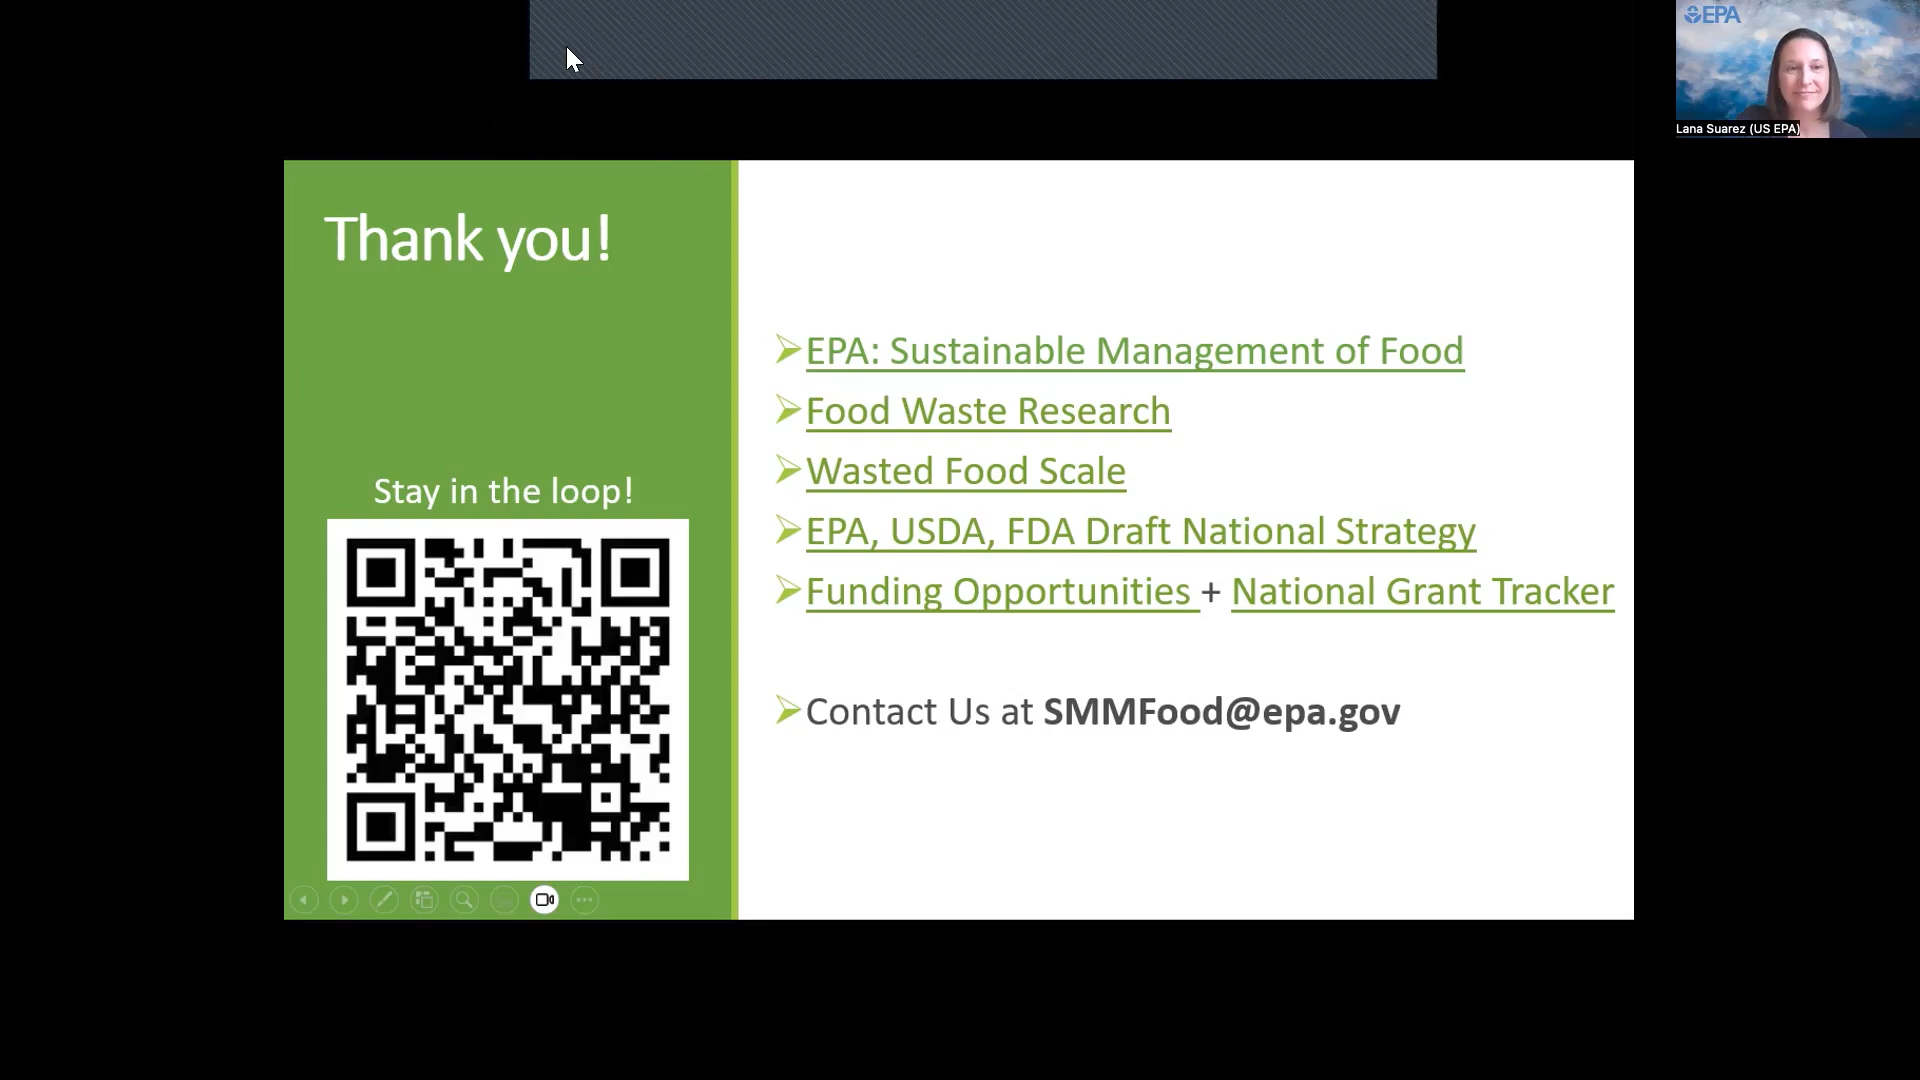 EPA
Lana Suarez (US EPA)
Thank you!
Stay in the loop!
EPA: Sustainable Management of Food
Food Waste Research
Wasted Food Scale
EPA, USDA, FDA Draft National Strategy
Funding Opportunities + National Grant Tracker
Contact Us at SMMFood@epa.gov